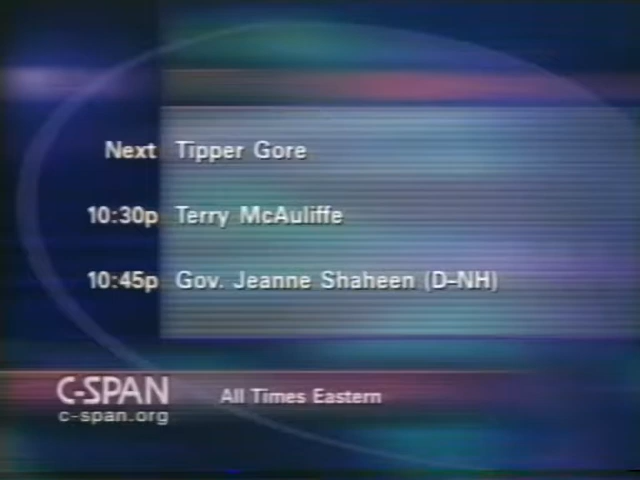 Next Tipper Gore
10:30p Terry McAuliffe
10:45p Gov. Jeanne Shaheen (D-NH)
C-SPAN All Times Eastern
c-span.org